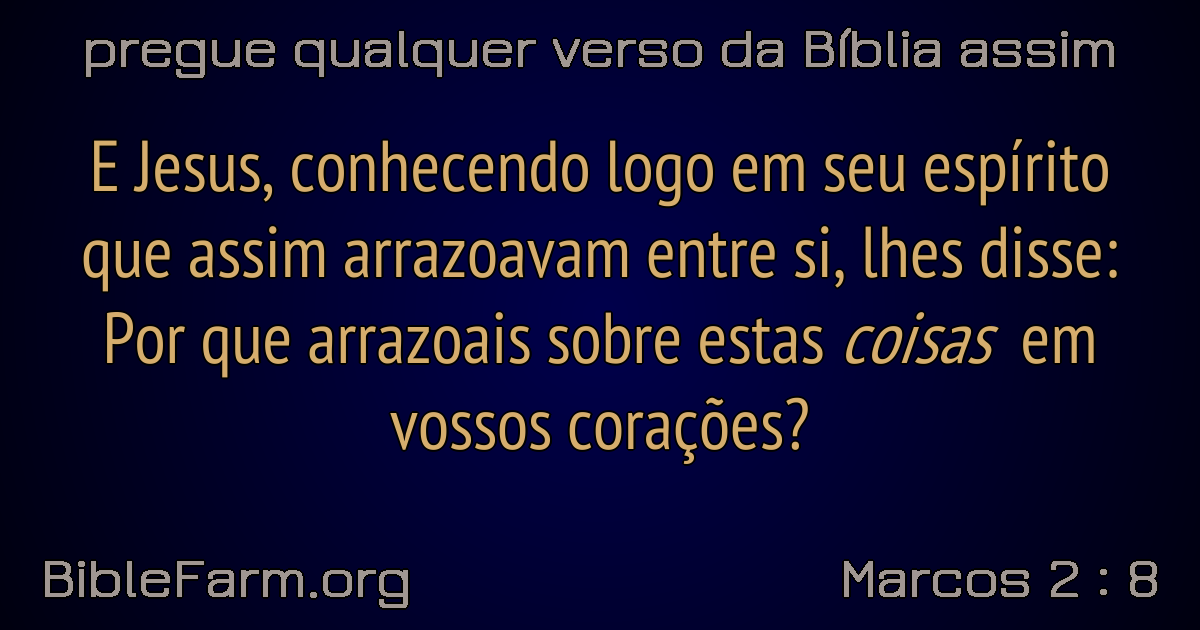 pregue qualquer verso da Bíblia assim
E Jesus, conhecendo logo em seu espírito
que assim arrazoavam entre si, lhes disse:
Por que arrazoais sobre estas coisas em
vossos corações?
BibleFarm.org
Marcos 2 : 8